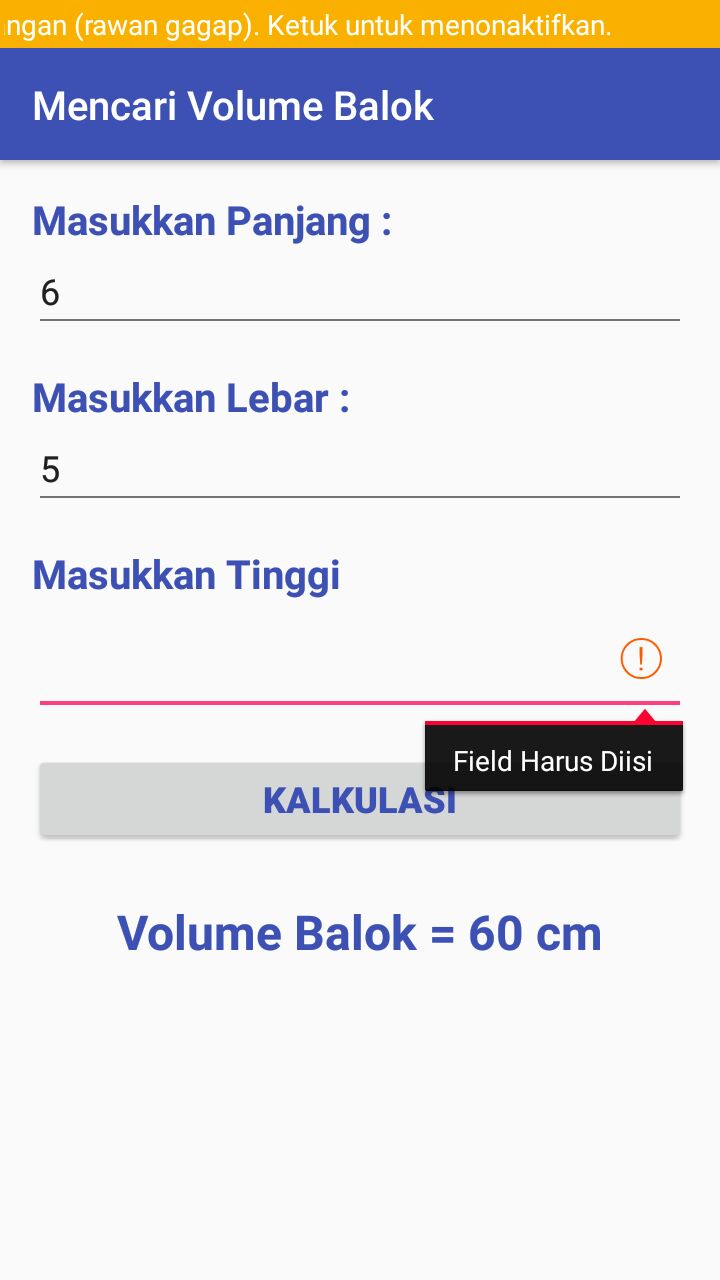 (rawan gagap). Ketuk untuk menonaktifkan.
Mencari Volume Balok
Masukkan Panjang :
6
Masukkan Lebar :
5
Masukkan Tinggi
!
Field Harus Diisi
KALKULASI
Volume Balok = 60 cm